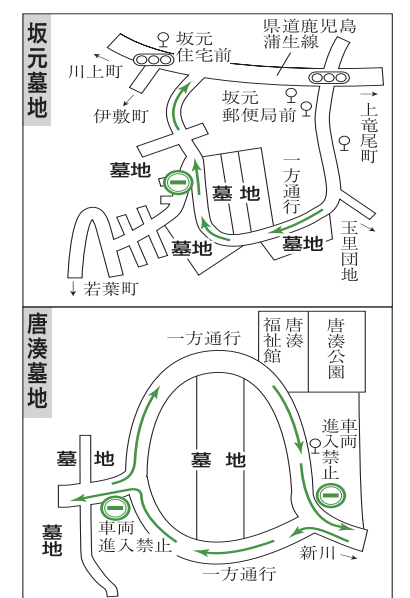 坂元墓地
坂元
住宅前
県道鹿児島
蒲生線
川上町
伊敷町
坂元
郵便局前
上竜尾町
一方通行
墓地
墓地
墓地
墓地
玉里団地
若葉町
唐湊墓地
一方通行
唐湊
福祉館
唐湊公園
車両
進入禁止
墓地
墓地
墓地
車両
進入禁止
新川
一方通行